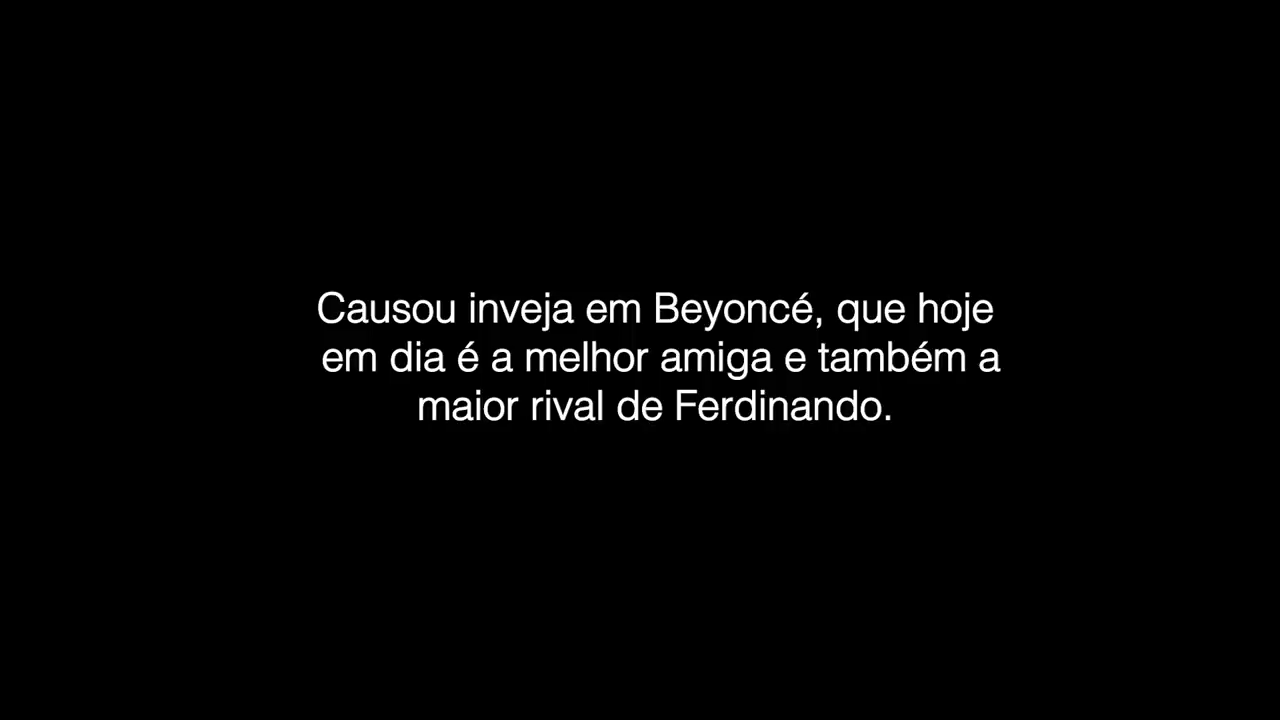 Causou inveja em Beyoncé, que hoje
em dia é a melhor amiga e também a
maior rival de Ferdinando.